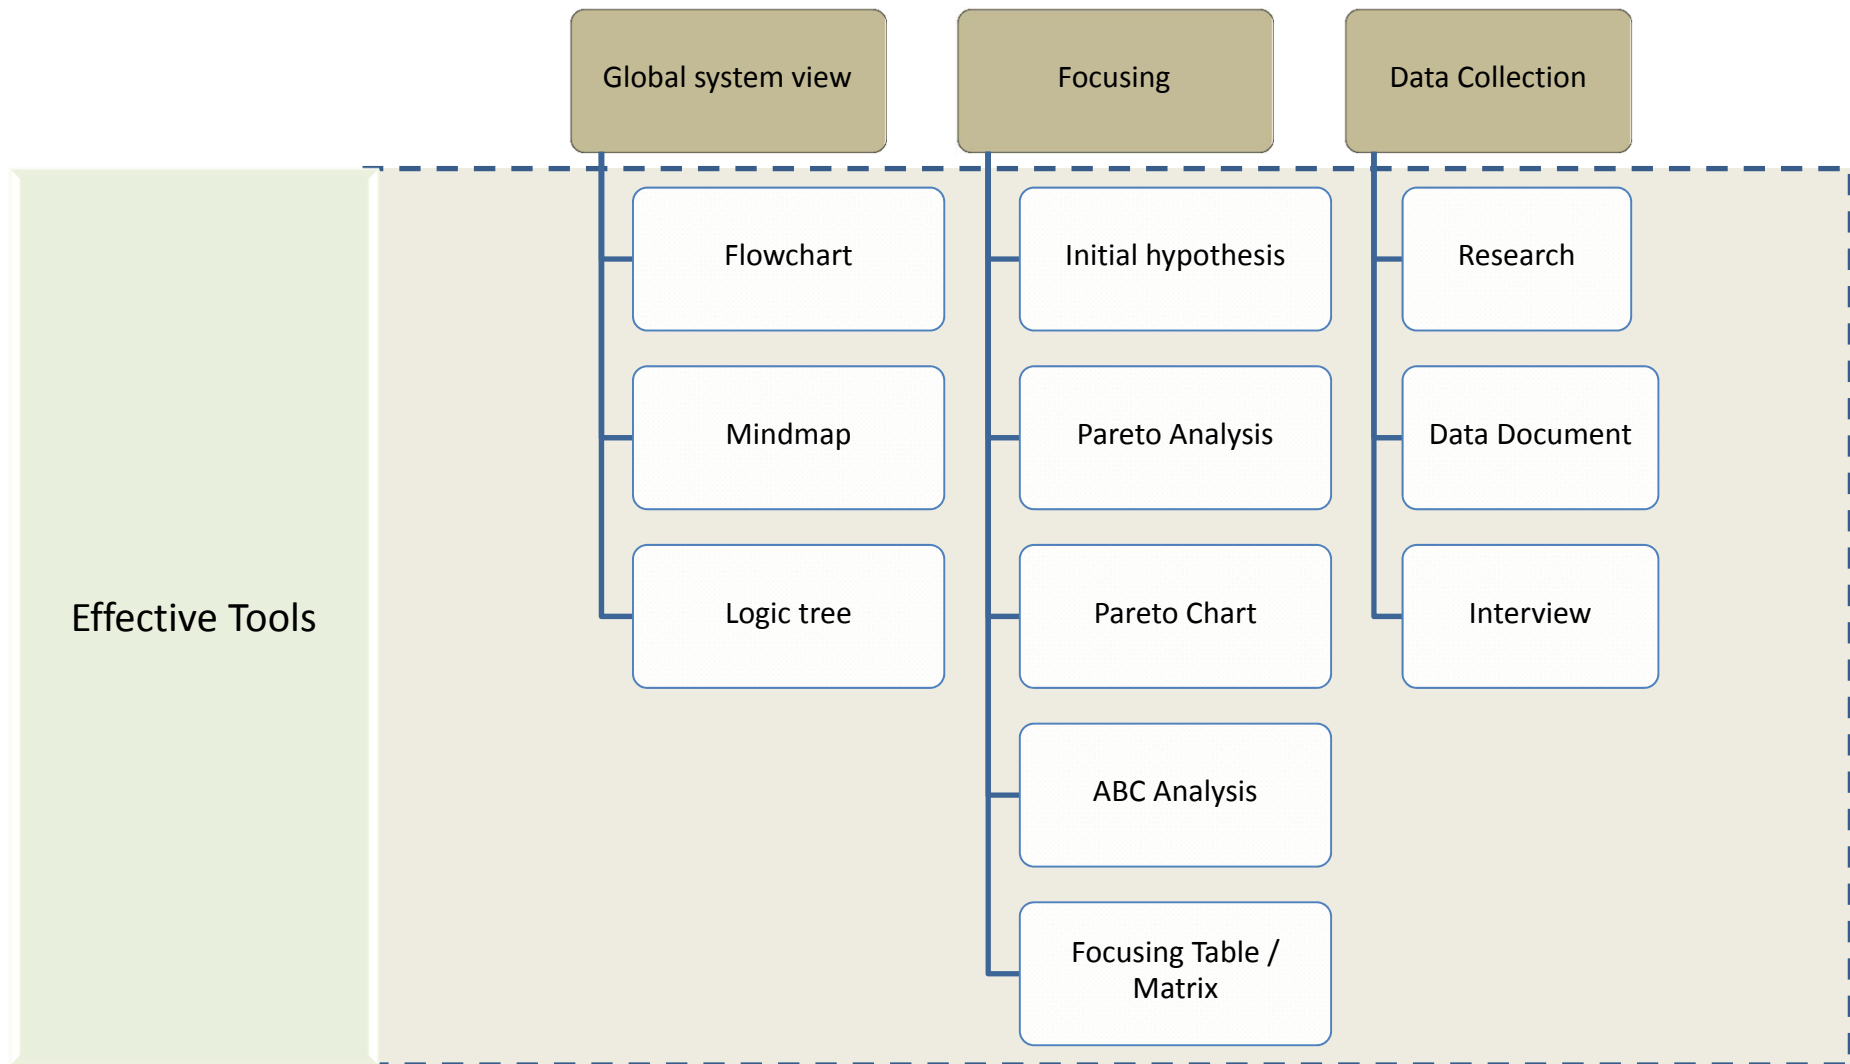 Global system view
Focusing
Data Collection
Effective Tools
Flowchart
Mindmap
Logic tree
Initial hypothesis
Pareto Analysis
Pareto Chart
ABC Analysis
Focusing Table /
Matrix
Research
Data Document
Interview